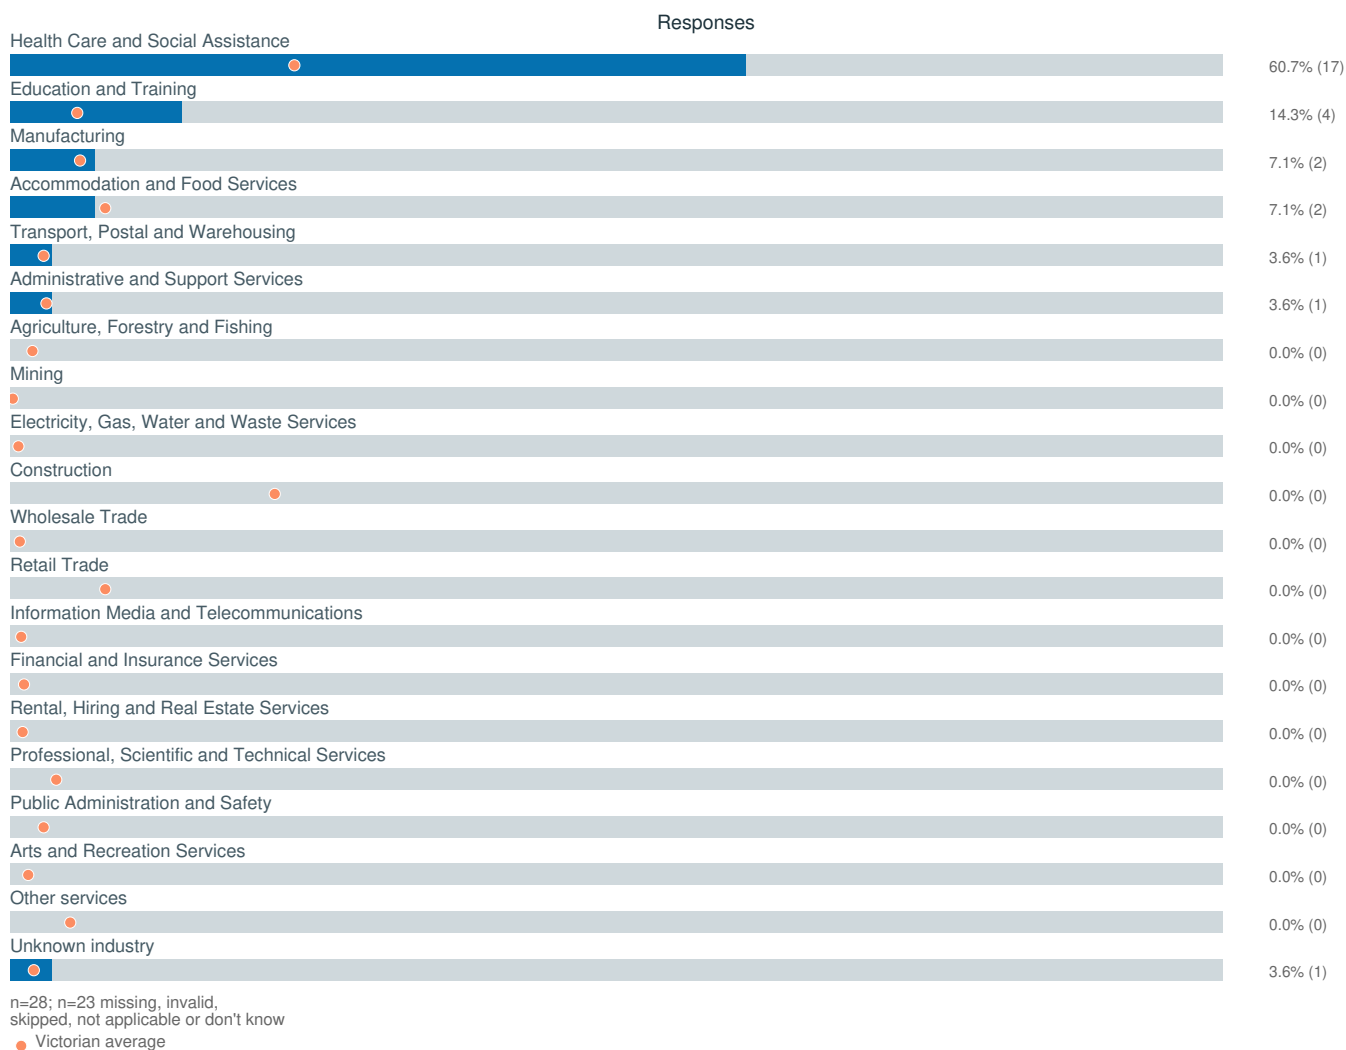 Responses
Health Care and Social Assistance
60.7% (17)
Education and Training
14.3% (4)
Manufacturing
7.1% (2)
Accommodation and Food Services
7.1% (2)
Transport, Postal and Warehousing
3.6% (1)
Administrative and Support Services
3.6% (1)
Agriculture, Forestry and Fishing
0.0% (0)
Mining
0.0% (0)
Electricity, Gas, Water and Waste Services
0.0% (0)
Construction
0.0% (0)
Wholesale Trade
0.0% (0)
Retail Trade
0.0% (0)
Information Media and Telecommunications
0.0% (0)
Financial and Insurance Services
0.0% (0)
Rental, Hiring and Real Estate Services
0.0% (0)
Professional, Scientific and Technical Services
0.0% (0)
Public Administration and Safety
0.0% (0)
Arts and Recreation Services
0.0% (0)
Other services
0.0% (0)
Unknown industry
3.6% (1)
n=28; n=23 missing, invalid,
skipped, not applicable or don't know
Victorian average